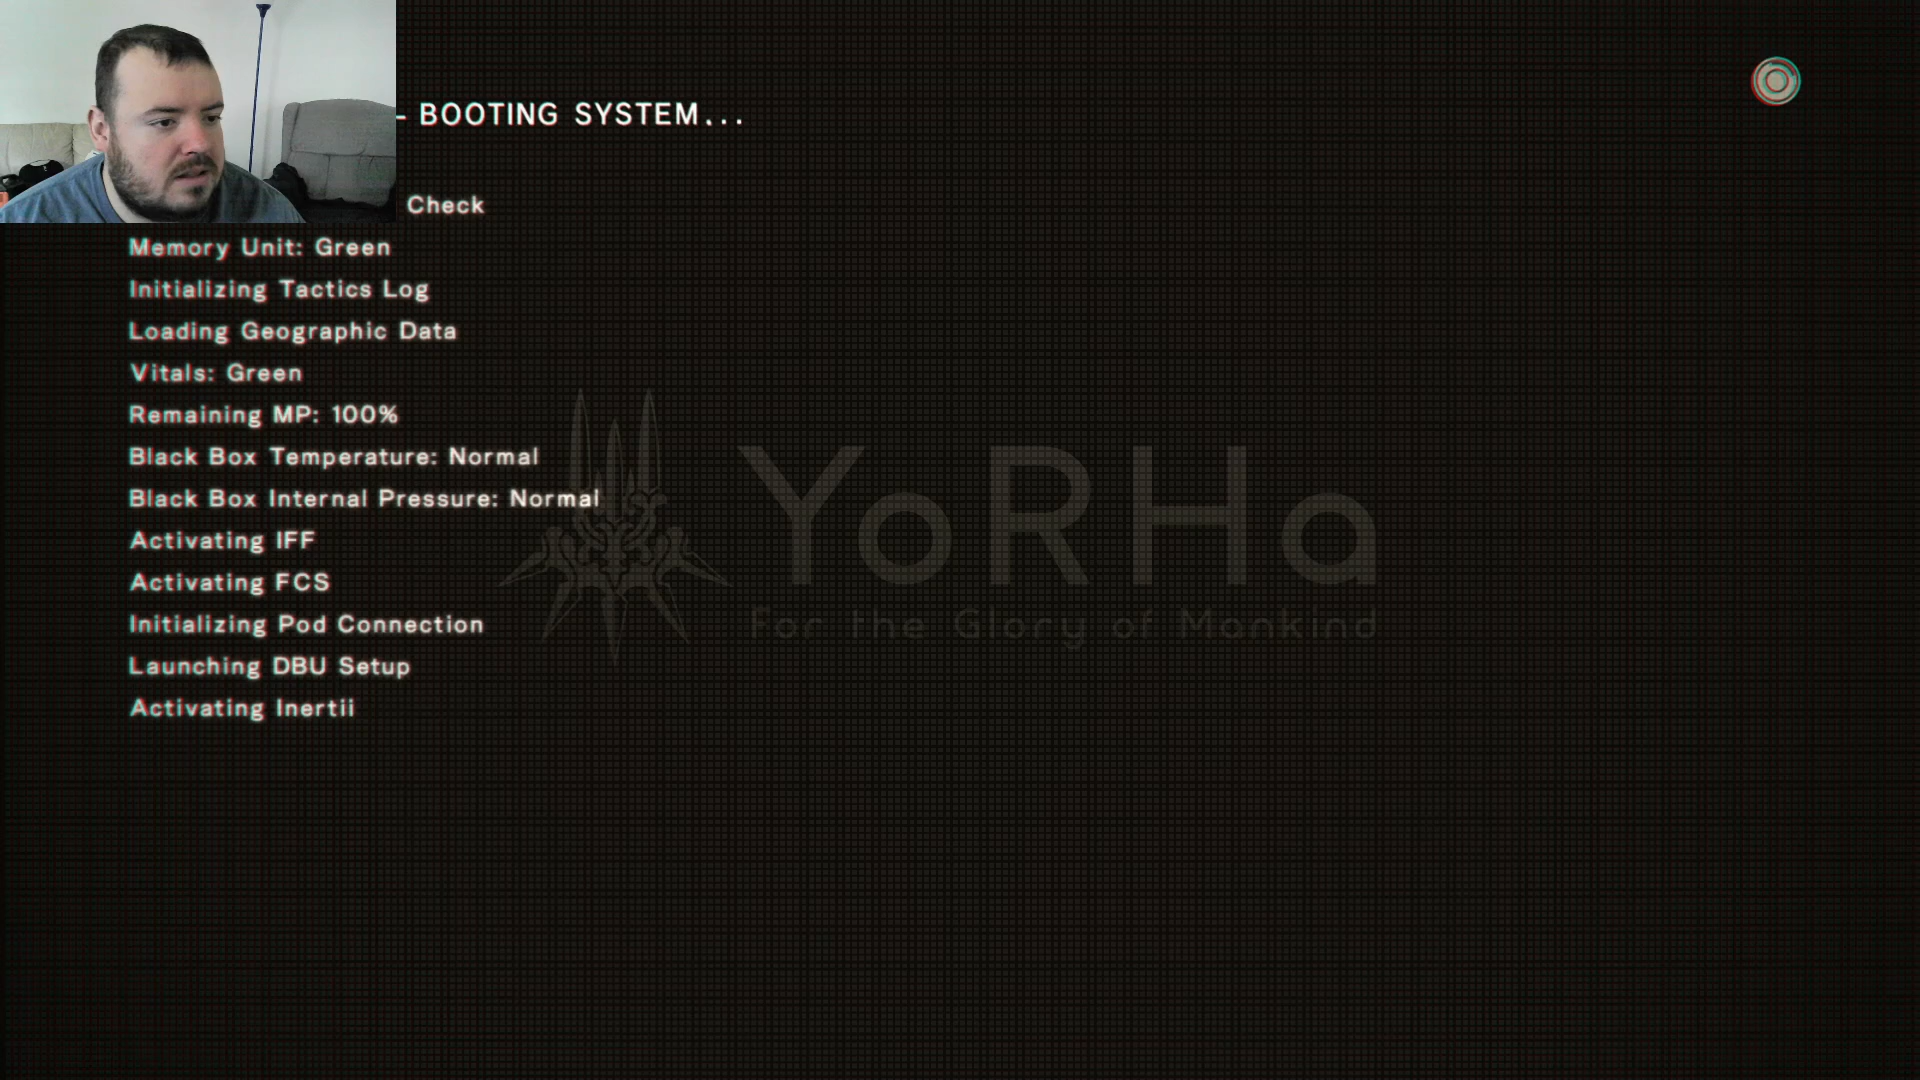 - BOOTING SYSTEM...
Check
Memory Unit: Green
Initializing Tactics Log
Loading Geographic Data
Vitals: Green
Remaining MP: 100%
Black Box Temperature: Normal
Black Box Internal Pressure: Normal
Activating IFF
Activating FCS
Initializing Pod Connection
Launching DBU Setup
Activating Inertii
YoRHa
For the Glory of Mankind